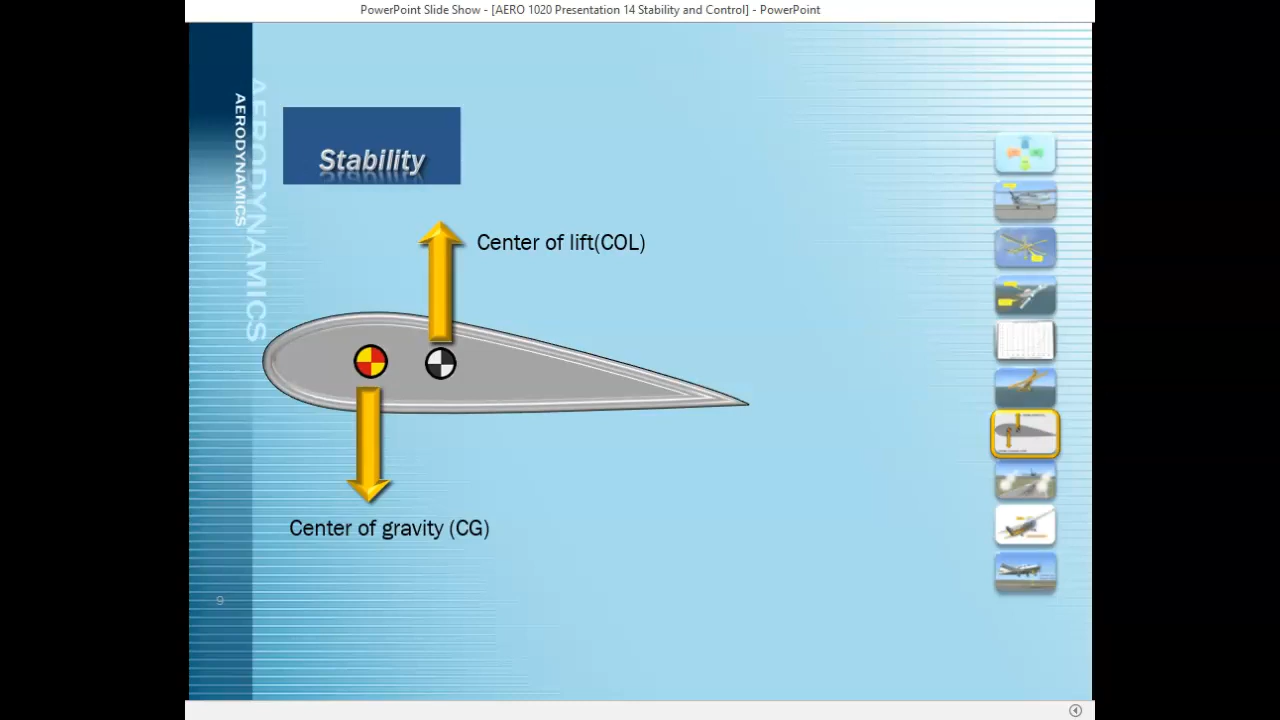 PowerPoint Slide Show - [AERO 1020 Presentation 14 Stability and Control] - PowerPoint
AERODYNAMICS
AERODYNAMICS
Stability
Center of lift(COL)
Center of gravity (CG)
9